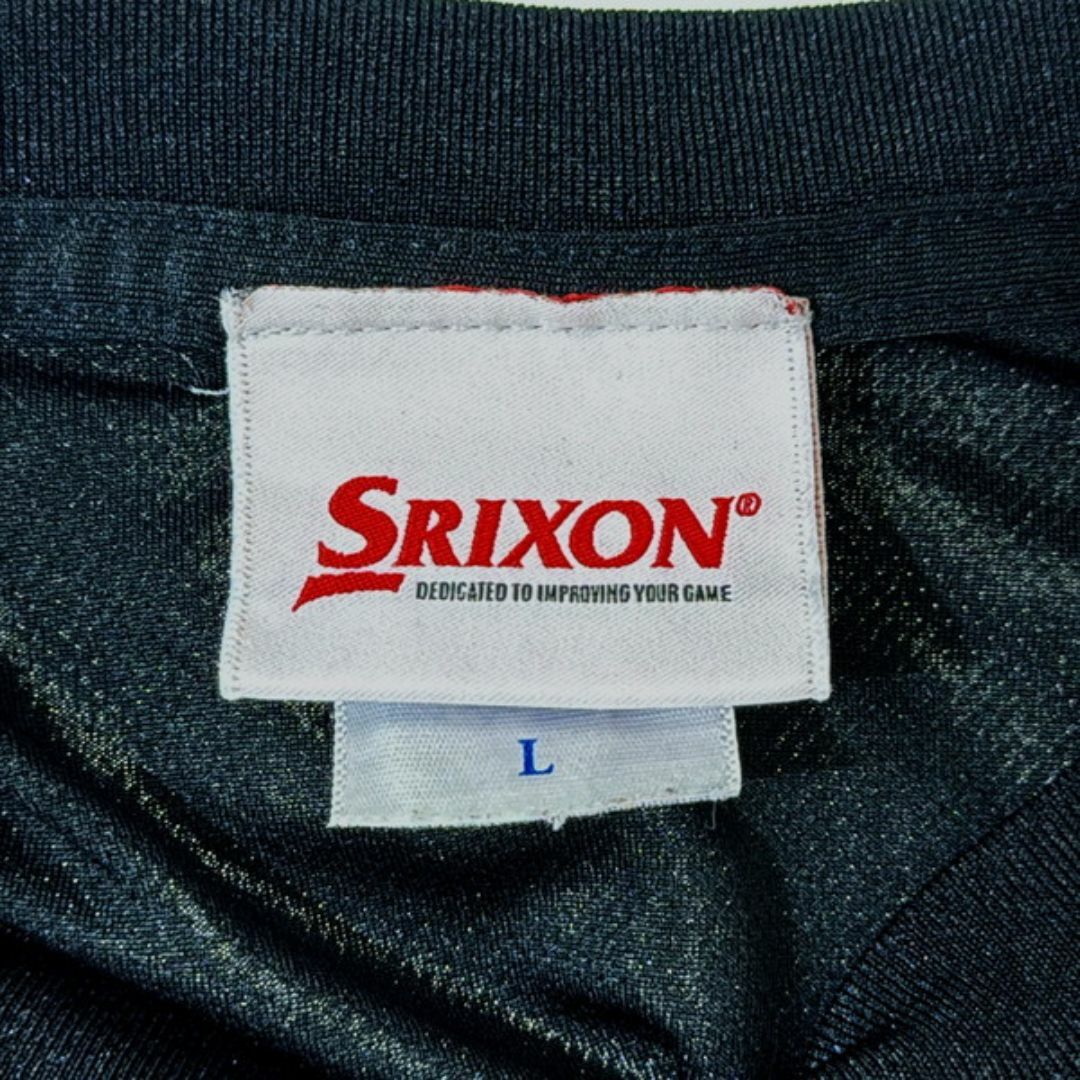 SRIXON®
DEDICATED TO IMPROVING YOUR GAME
L